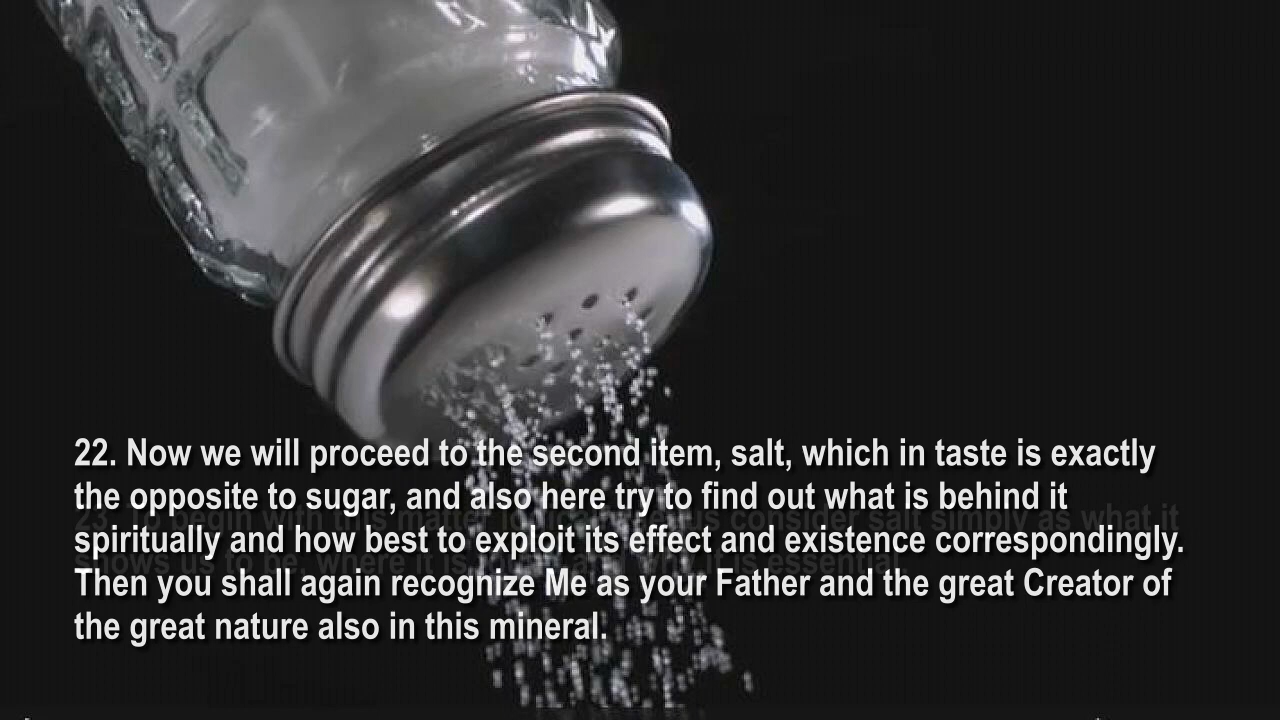 22. Now we will proceed to the second item, salt, which in taste is exactly
the opposite to sugar, and also here try to find out what is behind it
spiritually and how best to exploit its effect and existence correspondingly.
Then you shall again recognize Me as your Father and the great Creator of
the great nature also in this mineral.